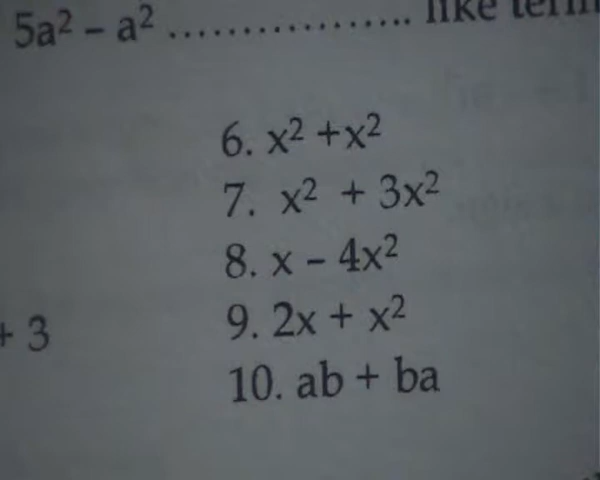 5a² – a² ................. like term
6. x² +x²
7. x² + 3x²
8. x – 4x²
+ 3
9. 2x + x²
10. ab + ba